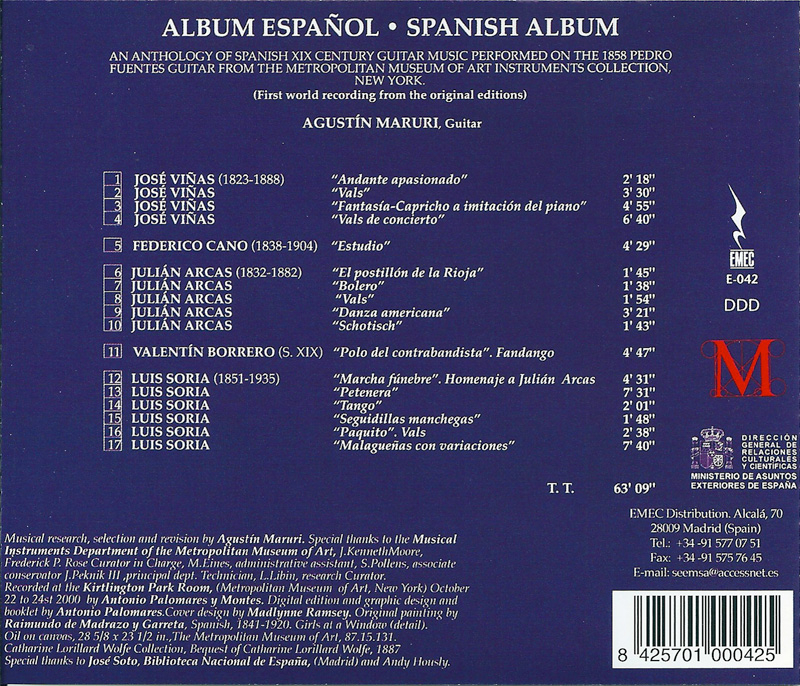 ALBUM ESPAÑOL • SPANISH ALBUM
AN ANTHOLOGY OF SPANISH XIX CENTURY GUITAR MUSIC PERFORMED ON THE 1858 PEDRO
FUENTES GUITAR FROM THE METROPOLITAN MUSEUM OF ART INSTRUMENTS COLLECTION,
NEW YORK.
(First world recording from the original editions)
AGUSTÍN MARURI, Guitar
1 JOSÉ VIÑAS (1823-1888) "Andante apasionado" 2' 18"
2 JOSÉ VIÑAS "Vals" 3' 30"
3 JOSÉ VIÑAS "Fantasía-Capricho a imitación del piano" 4' 55"
4 JOSÉ VIÑAS "Vals de concierto" 6' 40"
5 FEDERICO CANO (1838-1904) "Estudio" 4' 29"
6 JULIÁN ARCAS (1832-1882) "El postillón de la Rioja" 1' 45"
7 JULIÁN ARCAS "Bolero" 1' 38"
8 JULIÁN ARCAS "Vals" 1' 54"
9 JULIÁN ARCAS "Danza americana" 3' 21"
10 JULIÁN ARCAS "Schotisch" 1' 43"
11 VALENTÍN BORRERO (S. XIX) "Polo del contrabandista". Fandango 4' 47"
12 LUIS SORIA (1851-1935) "Marcha fúnebre". Homenaje a Julián Arcas 4' 31"
13 LUIS SORIA "Petenera" 7' 31"
14 LUIS SORIA "Tango" 2' 01"
15 LUIS SORIA "Seguidillas manchegas" 1' 48"
16 LUIS SORIA "Paquito". Vals 2' 38"
17 LUIS SORIA "Malagueñas con variaciones" 7' 40"
T. T. 63' 09"
EMEC
E-042
DDD
M
DIRECCIÓN
GENERAL DE
RELACIONES
CULTURALES
Y CIENTÍFICAS
MINISTERIO DE ASUNTOS
EXTERIORES DE ESPAÑA
EMEC Distribution. Alcalá, 70
28009 Madrid (Spain)
Tel.: +34 -91 577 07 51
Fax: +34 -91 575 76 45
E-mail: seemsa@accessnet.es
Musical research, selection and revision by Agustín Maruri. Special thanks to the Musical
Instruments Department of the Metropolitan Museum of Art, J.KennethMoore,
Frederick P. Rose Curator in Charge, M.Eines, administrative assistant, S.Pollens, associate
conservator J.Peknik III ,principal dept. Technician, L.Libin, research Curator.
Recorded at the Kirtlington Park Room, (Metropolitan Museum of Art, New York) October
22 to 24st 2000 by Antonio Palomares y Montes. Digital edition and graphic design and
booklet by Antonio Palomares.Cover design by Madlynne Ramsey. Original painting by
Raimundo de Madrazo y Garreta, Spanish, 1841-1920. Girls at a Window (detail).
Oil on canvas, 28 5/8 x 23 1/2 in.,The Metropolitan Museum of Art, 87.15.131.
Catharine Lorillard Wolfe Collection, Bequest of Catharine Lorillard Wolfe, 1887
Special thanks to José Soto, Biblioteca Nacional de España, (Madrid) and Andy Hously.
8 425701 000425